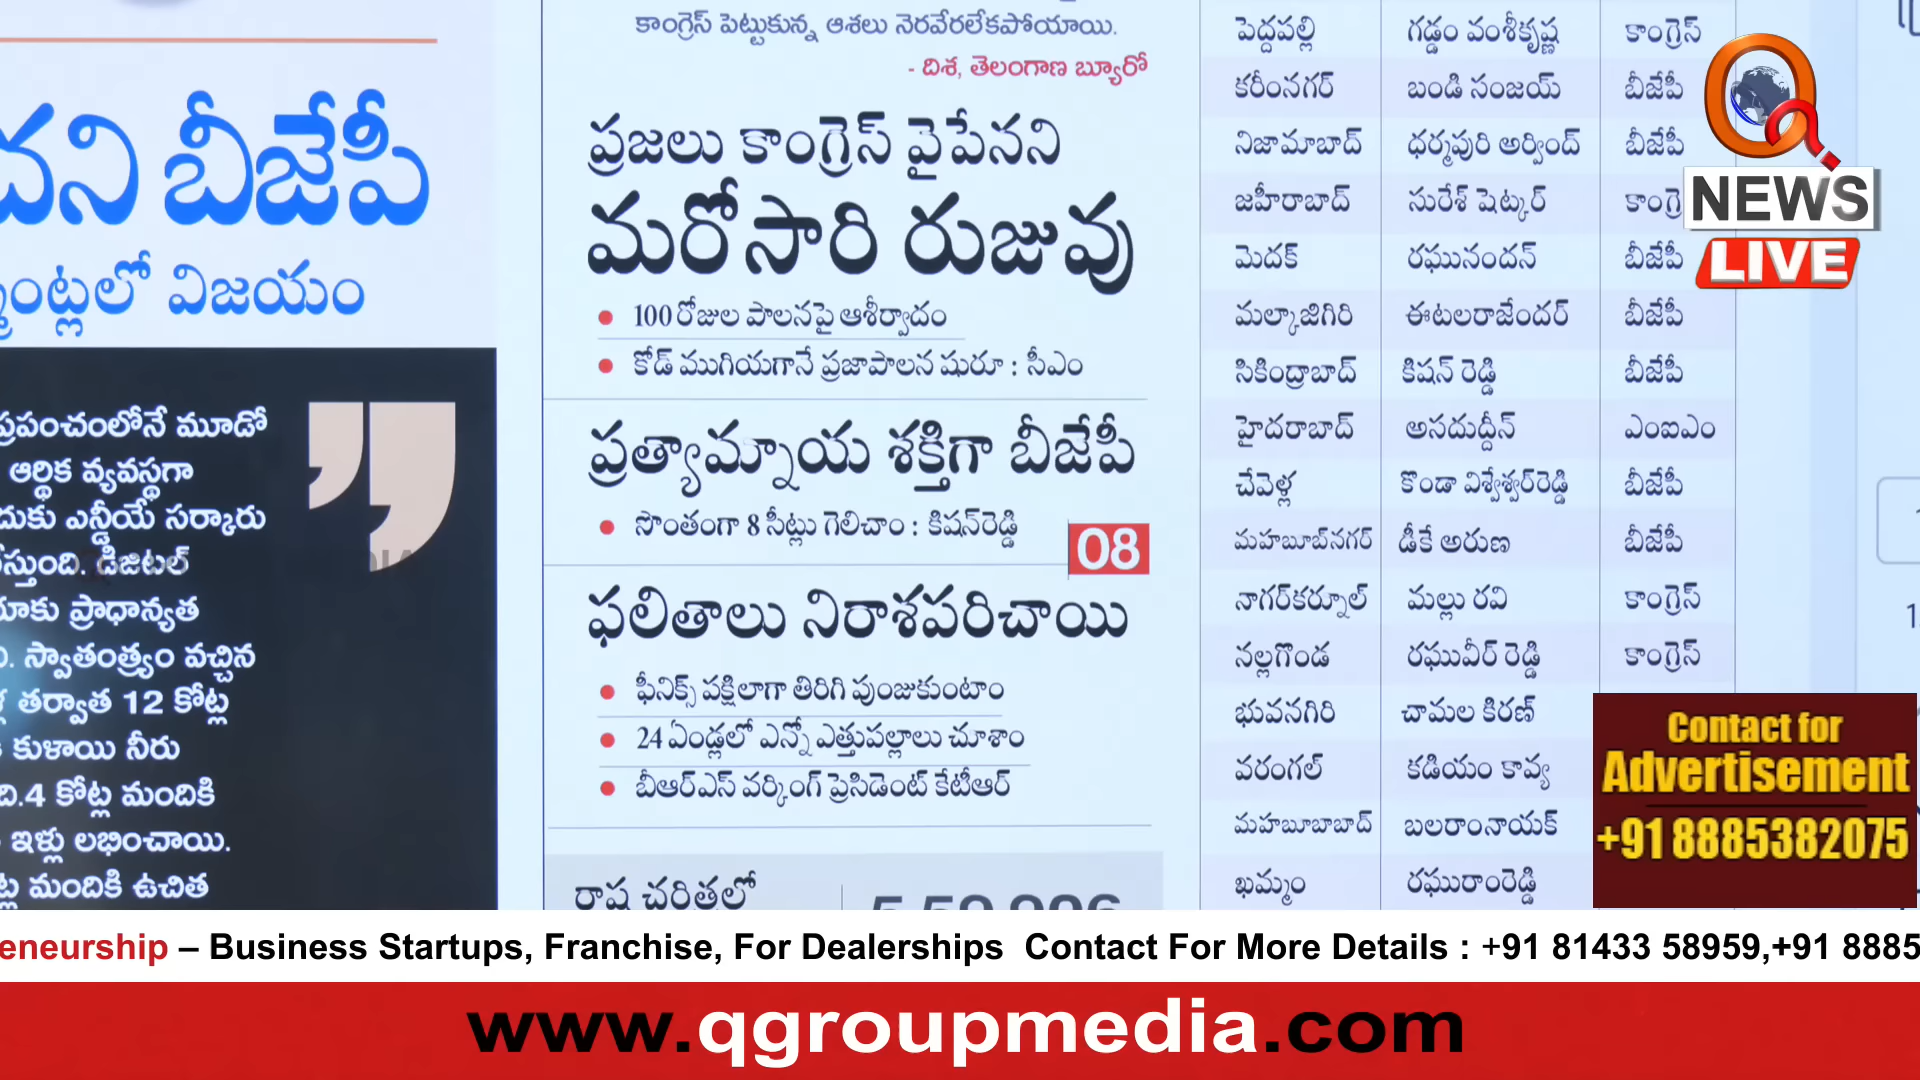 దని బీజేపీ
మెంట్లలో విజయం
ప్రపంచంలోనే మూడో
ఆర్థిక వ్యవస్థగా
ఎన్డీయే సర్కారు
డిజిటల్
ప్రాధాన్యత
స్వాతంత్ర్యం వచ్చిన
తర్వాత 12 కోట్ల
కుళాయి నీరు
4 కోట్ల మందికి
ఇళ్లు లభించాయి.
మందికి ఉచిత
కాంగ్రెస్ పెట్టుకున్న ఆశలు నెరవేరలేకపోయాయి.
- దిశ, తెలంగాణ బ్యూరో
ప్రజలు కాంగ్రెస్ వైపేనని
మరోసారి రుజువు
• 100 రోజుల పాలనపై ఆశీర్వాదం
• కోడ్ ముగియగానే ప్రజాపాలన షురూ : సీఎం
ప్రత్యామ్నాయ శక్తిగా బీజేపీ
• సొంతంగా 8 సీట్లు గెలిచాం : కిషన్‌రెడ్డి
08
ఫలితాలు నిరాశపరిచాయి
• ఫీనిక్స్ పక్షిలాగా తిరిగి పుంజుకుంటాం
• 24 ఏండ్లలో ఎన్నో ఎత్తుపల్లాలు చూశాం
• బీఆర్ఎస్ వర్కింగ్ ప్రెసిడెంట్ కేటీఆర్
చరిత్రలో
పెద్దపల్లి గడ్డం వంశీకృష్ణ కాంగ్రెస్
కరీంనగర్ బండి సంజయ్ బీజేపీ
నిజామాబాద్ ధర్మపురి అర్వింద్ బీజేపీ
జహీరాబాద్ సురేశ్ షెట్కర్ కాంగ్రె
మెదక్ రఘునందన్ బీజేపీ
మల్కాజిగిరి ఈటలరాజేందర్ బీజేపీ
సికింద్రాబాద్ కిషన్ రెడ్డి బీజేపీ
హైదరాబాద్ అసదుద్దీన్ ఎంఐఎం
చేవెళ్ల కొండా విశ్వేశ్వర్‌రెడ్డి బీజేపీ
మహబూబ్‌నగర్ డీకే అరుణ బీజేపీ
నాగర్‌కర్నూల్ మల్లు రవి కాంగ్రెస్
నల్లగొండ రఘువీర్ రెడ్డి కాంగ్రెస్
భువనగిరి చామల కిరణ్
వరంగల్ కడియం కావ్య
మహబూబాబాద్ బలరాంనాయక్
ఖమ్మం రఘురాంరెడ్డి
Q
NEWS
LIVE
Contact for
Advertisement
+91 8885382075
eneurship – Business Startups, Franchise, For Dealerships Contact For More Details : +91 81433 58959,+91 8885
www.qgroupmedia.com